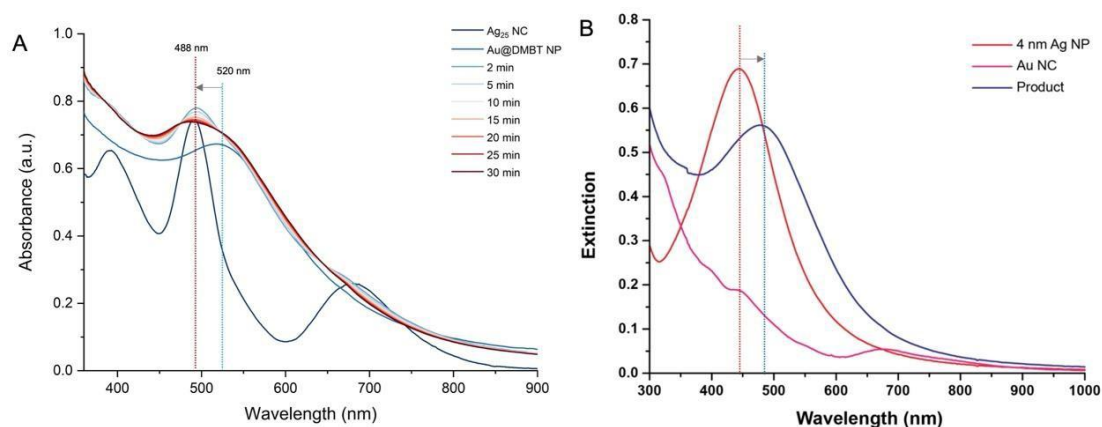 A
488 nm
520 nm
Ag₂₅ NC
Au@DMBT NP
2 min
5 min
10 min
15 min
20 min
25 min
30 min
Absorbance (a.u.)
1.0
0.8
0.6
0.4
0.2
0.0
400 500 600 700 800 900
Wavelength (nm)
B
4 nm Ag NP
Au NC
Product
Extinction
0.8
0.7
0.6
0.5
0.4
0.3
0.2
0.1
0.0
300 400 500 600 700 800 900 1000
Wavelength (nm)